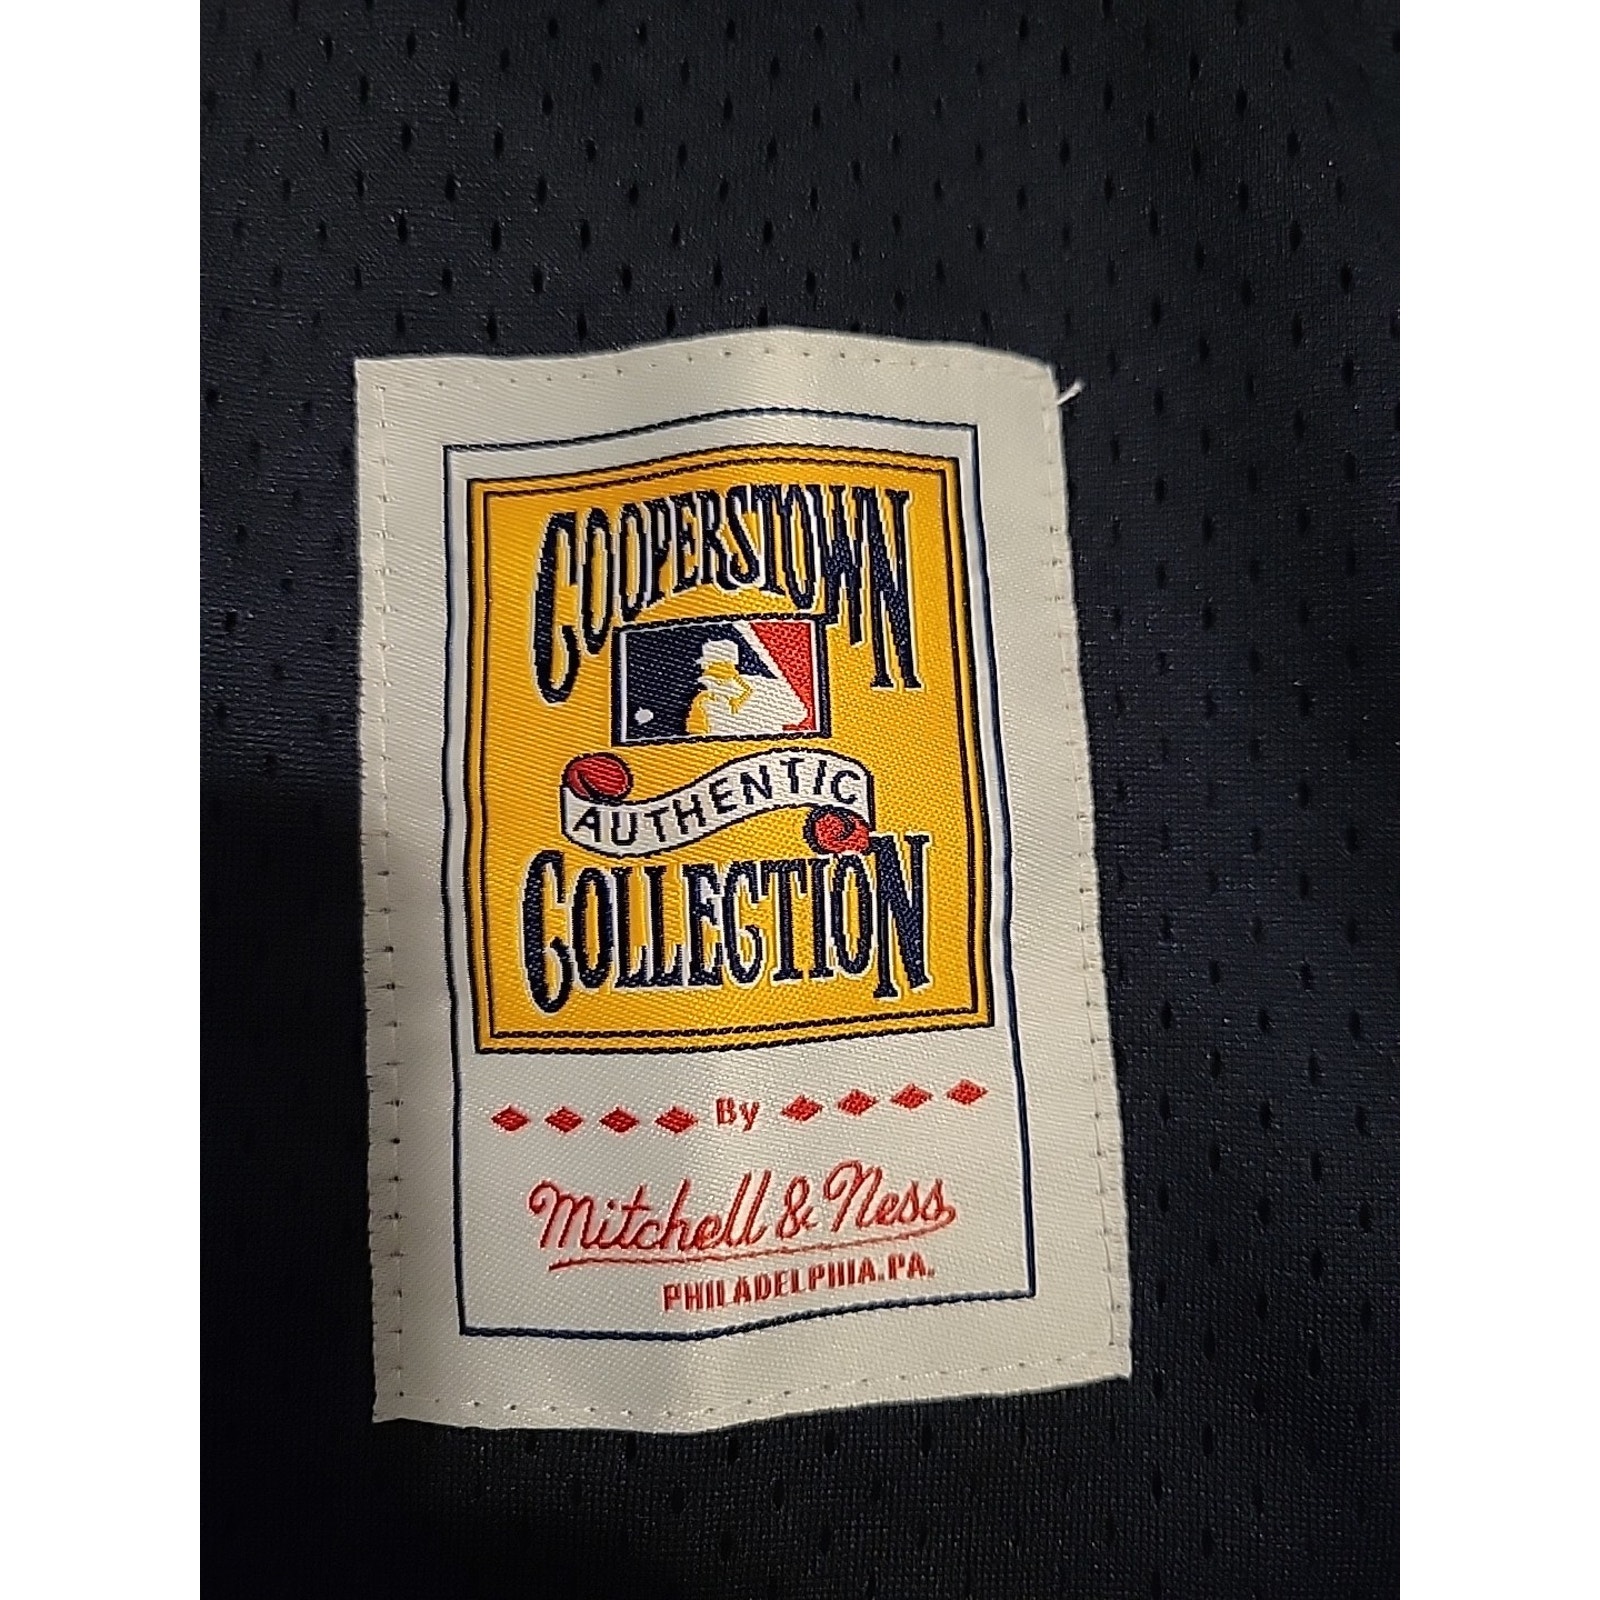 COOPERSTOWN
AUTHENTIC
COLLECTION
By
Mitchell & Ness
PHILADELPHIA.PA.